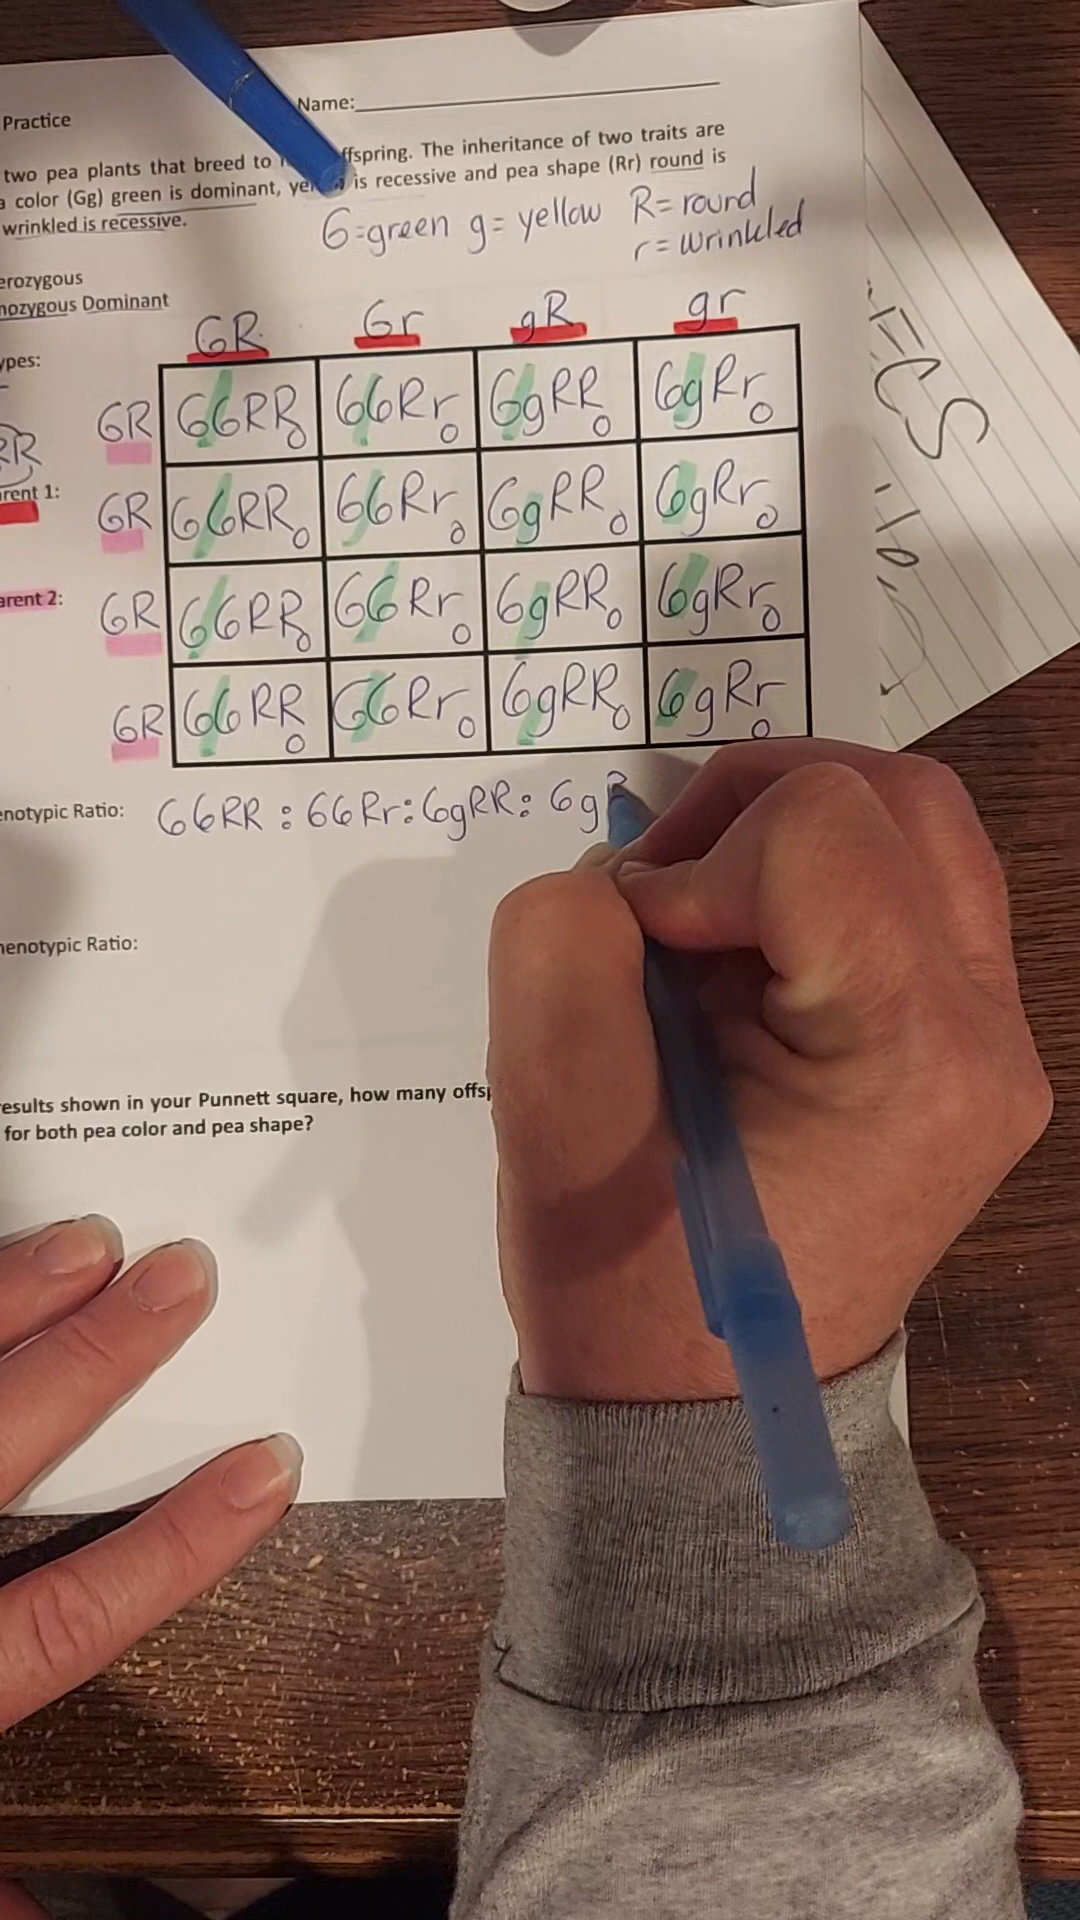 Practice Name:
two pea plants that breed to ffspring. The inheritance of two traits are
color (Gg) green is dominant, is recessive and pea shape (Rr) round is
wrinkled is recessive.
G=green g=yellow R=round
r=wrinkled
erozygous
nozygous Dominant
GR Gr gR gr
ypes:
GR GGRR GGRr GgRR GgRr
RR
rent 1:
GR GGRR GGRr GgRR GgRr
arent 2:
GR GGRR GGRr GgRR GgRr
GR GGRR GGRr GgRR GgRr
enotypic Ratio: GGRR : GGRr : GgRR : GgR
henotypic Ratio:
esults shown in your Punnett square, how many offsp
for both pea color and pea shape?